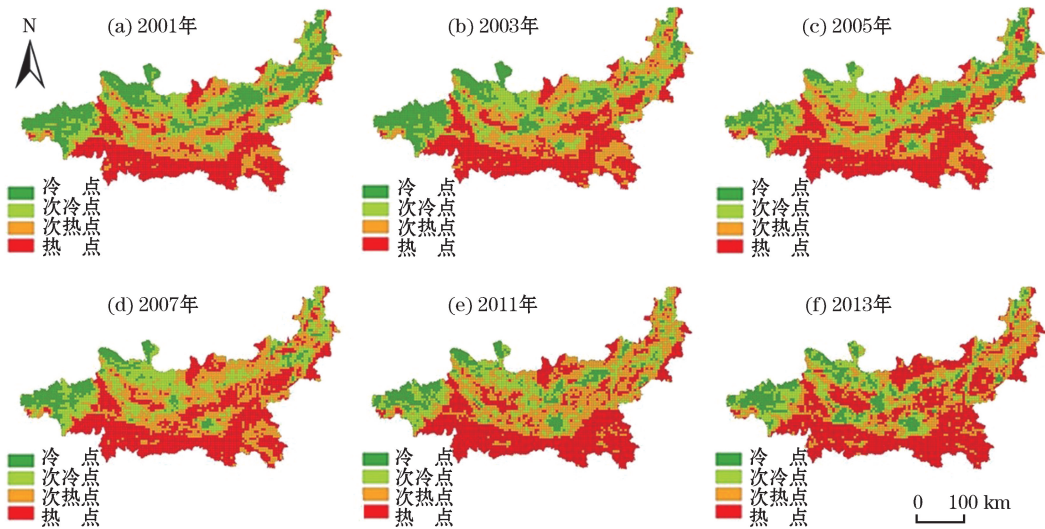 N
(a) 2001年
(b) 2003年
(c) 2005年
冷 点
次冷点
次热点
热 点
冷 点
次冷点
次热点
热 点
冷 点
次冷点
次热点
热 点
(d) 2007年
(e) 2011年
(f) 2013年
冷 点
次冷点
次热点
热 点
冷 点
次冷点
次热点
热 点
冷 点
次冷点
次热点
热 点
0 100 km